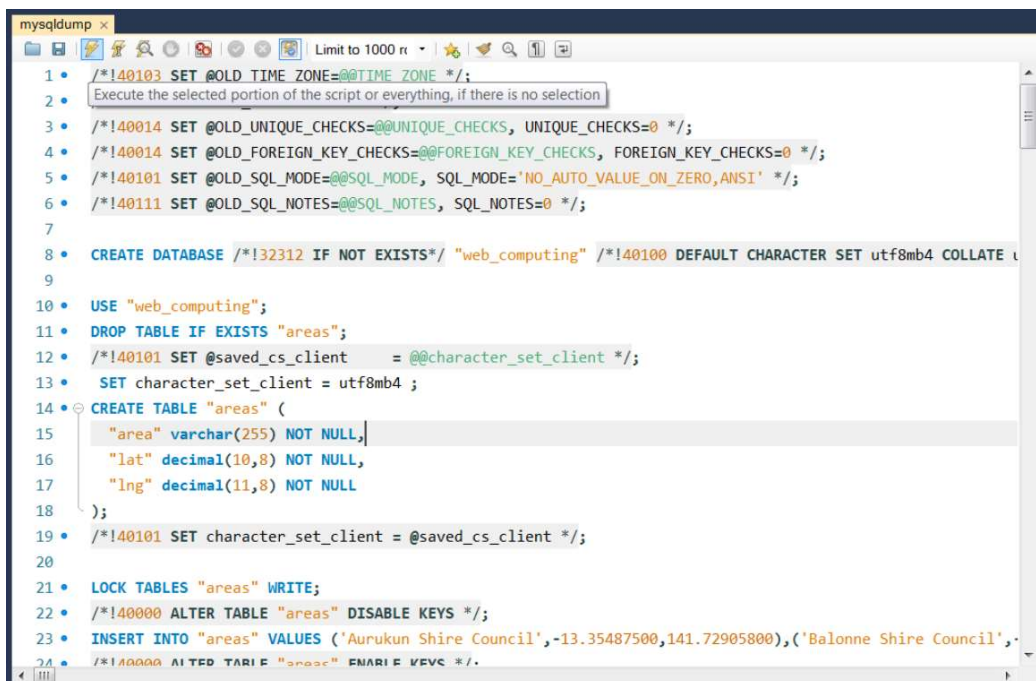 mysqldump ×
Limit to 1000 r
1 /*!40103 SET @OLD_TIME_ZONE=@@TIME_ZONE */;
Execute the selected portion of the script or everything, if there is no selection
2
3 /*!40014 SET @OLD_UNIQUE_CHECKS=@@UNIQUE_CHECKS, UNIQUE_CHECKS=0 */;
4 /*!40014 SET @OLD_FOREIGN_KEY_CHECKS=@@FOREIGN_KEY_CHECKS, FOREIGN_KEY_CHECKS=0 */;
5 /*!40101 SET @OLD_SQL_MODE=@@SQL_MODE, SQL_MODE='NO_AUTO_VALUE_ON_ZERO,ANSI' */;
6 /*!40111 SET @OLD_SQL_NOTES=@@SQL_NOTES, SQL_NOTES=0 */;
7
8 CREATE DATABASE /*!32312 IF NOT EXISTS*/ "web_computing" /*!40100 DEFAULT CHARACTER SET utf8mb4 COLLATE
9
10 USE "web_computing";
11 DROP TABLE IF EXISTS "areas";
12 /*!40101 SET @saved_cs_client     = @@character_set_client */;
13 SET character_set_client = utf8mb4 ;
14 CREATE TABLE "areas" (
15 "area" varchar(255) NOT NULL,
16 "lat" decimal(10,8) NOT NULL,
17 "lng" decimal(11,8) NOT NULL
18 );
19 /*!40101 SET character_set_client = @saved_cs_client */;
20
21 LOCK TABLES "areas" WRITE;
22 /*!40000 ALTER TABLE "areas" DISABLE KEYS */;
23 INSERT INTO "areas" VALUES ('Aurukun Shire Council',-13.35487500,141.72905800),('Balonne Shire Council',-
24 /*!40000 ALTER TABLE "areas" ENABLE KEYS */;